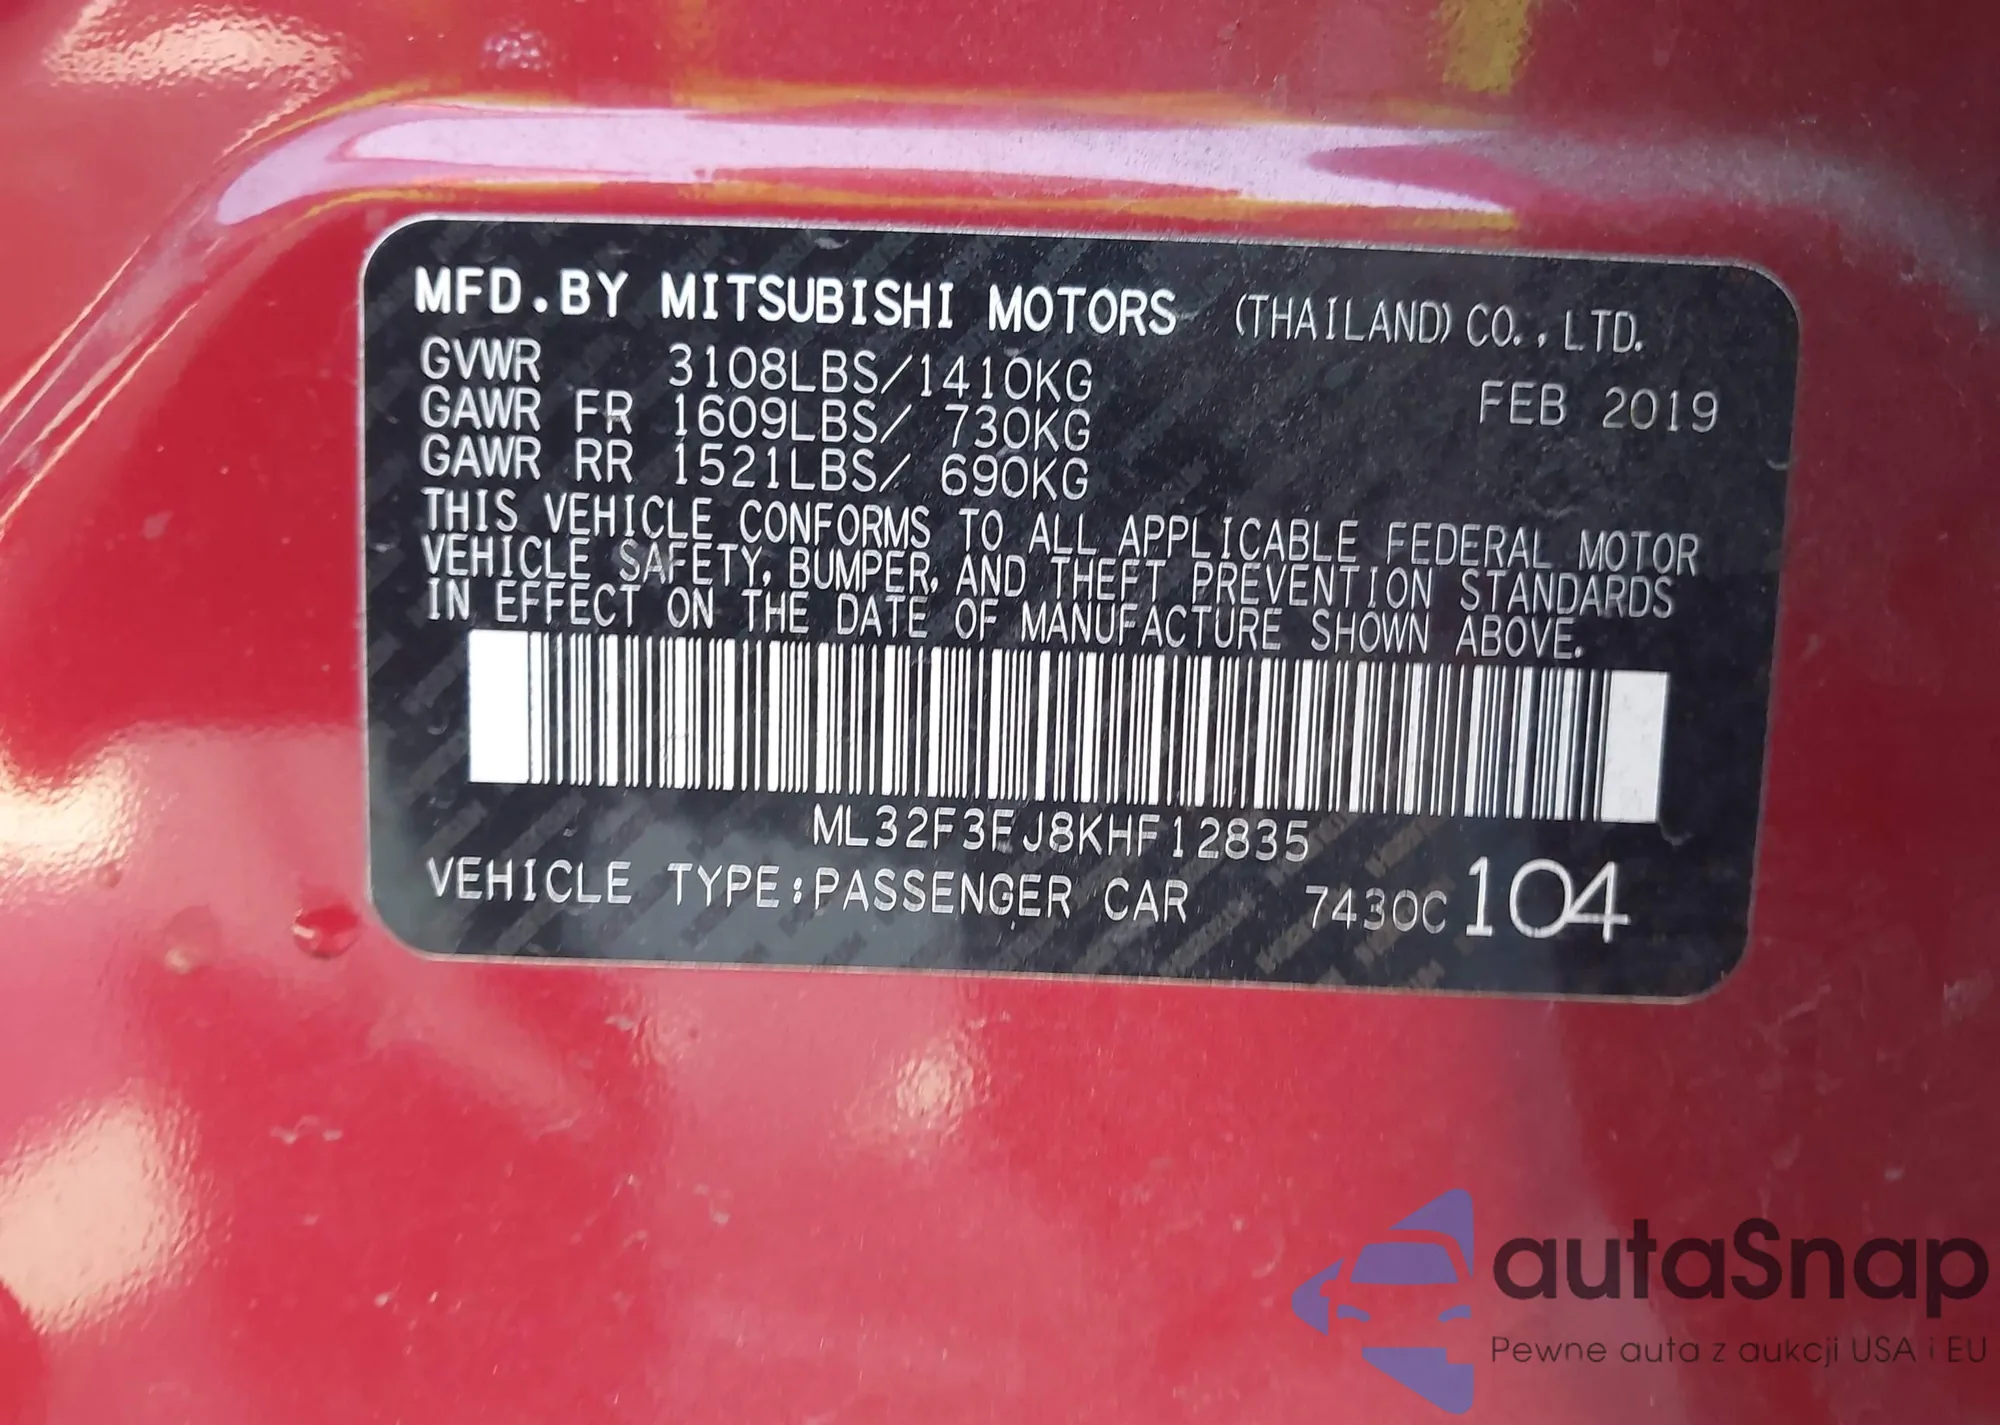 MFD.BY MITSUBISHI MOTORS (THAILAND) CO., LTD.
GVWR 3108LBS/1410KG FEB 2019
GAWR FR 1609LBS/ 730KG
GAWR RR 1521LBS/ 690KG
THIS VEHICLE CONFORMS TO ALL APPLICABLE FEDERAL MOTOR
VEHICLE SAFETY, BUMPER, AND THEFT PREVENTION STANDARDS
IN EFFECT ON THE DATE OF MANUFACTURE SHOWN ABOVE.
ML32F3FJ8KHF12835
VEHICLE TYPE:PASSENGER CAR 7430C 104
autaSnap
Pewne auta z aukcji USA i EU